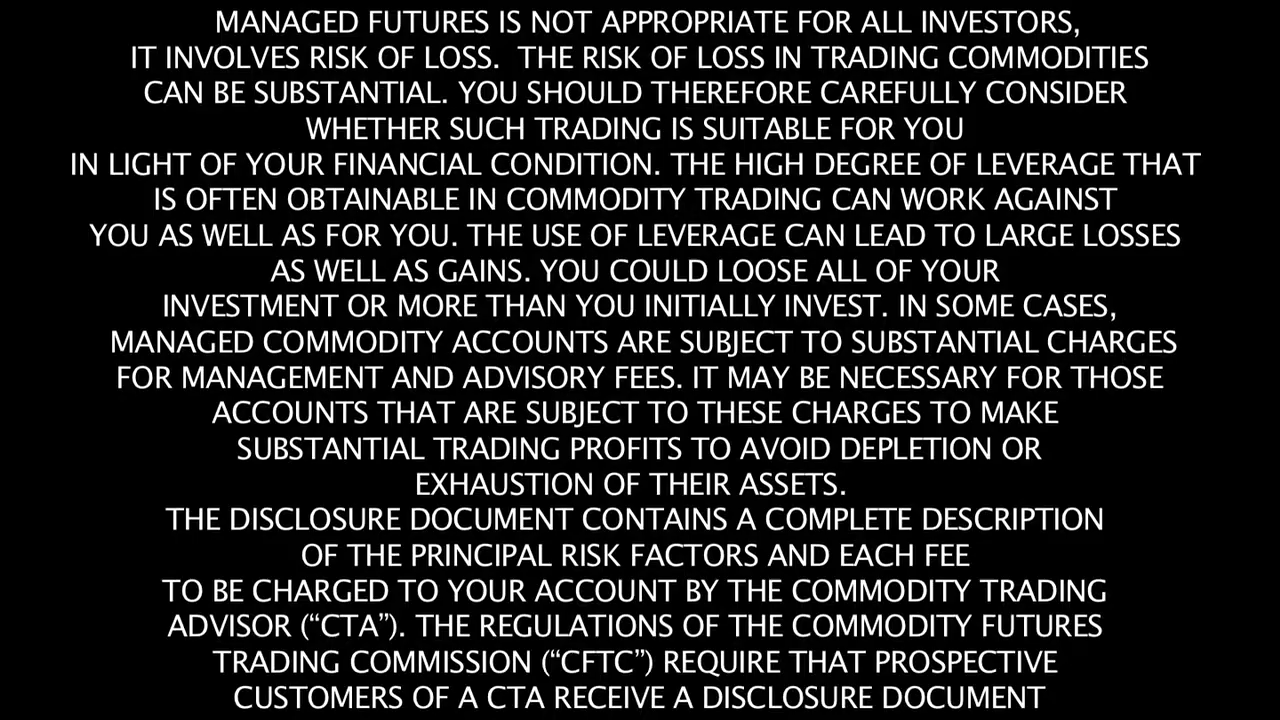 MANAGED FUTURES IS NOT APPROPRIATE FOR ALL INVESTORS,
IT INVOLVES RISK OF LOSS.  THE RISK OF LOSS IN TRADING COMMODITIES
CAN BE SUBSTANTIAL. YOU SHOULD THEREFORE CAREFULLY CONSIDER
WHETHER SUCH TRADING IS SUITABLE FOR YOU
IN LIGHT OF YOUR FINANCIAL CONDITION. THE HIGH DEGREE OF LEVERAGE THAT
IS OFTEN OBTAINABLE IN COMMODITY TRADING CAN WORK AGAINST
YOU AS WELL AS FOR YOU. THE USE OF LEVERAGE CAN LEAD TO LARGE LOSSES
AS WELL AS GAINS. YOU COULD LOOSE ALL OF YOUR
INVESTMENT OR MORE THAN YOU INITIALLY INVEST. IN SOME CASES,
MANAGED COMMODITY ACCOUNTS ARE SUBJECT TO SUBSTANTIAL CHARGES
FOR MANAGEMENT AND ADVISORY FEES. IT MAY BE NECESSARY FOR THOSE
ACCOUNTS THAT ARE SUBJECT TO THESE CHARGES TO MAKE
SUBSTANTIAL TRADING PROFITS TO AVOID DEPLETION OR
EXHAUSTION OF THEIR ASSETS.
THE DISCLOSURE DOCUMENT CONTAINS A COMPLETE DESCRIPTION
OF THE PRINCIPAL RISK FACTORS AND EACH FEE
TO BE CHARGED TO YOUR ACCOUNT BY THE COMMODITY TRADING
ADVISOR (“CTA”). THE REGULATIONS OF THE COMMODITY FUTURES
TRADING COMMISSION (“CFTC”) REQUIRE THAT PROSPECTIVE
CUSTOMERS OF A CTA RECEIVE A DISCLOSURE DOCUMENT